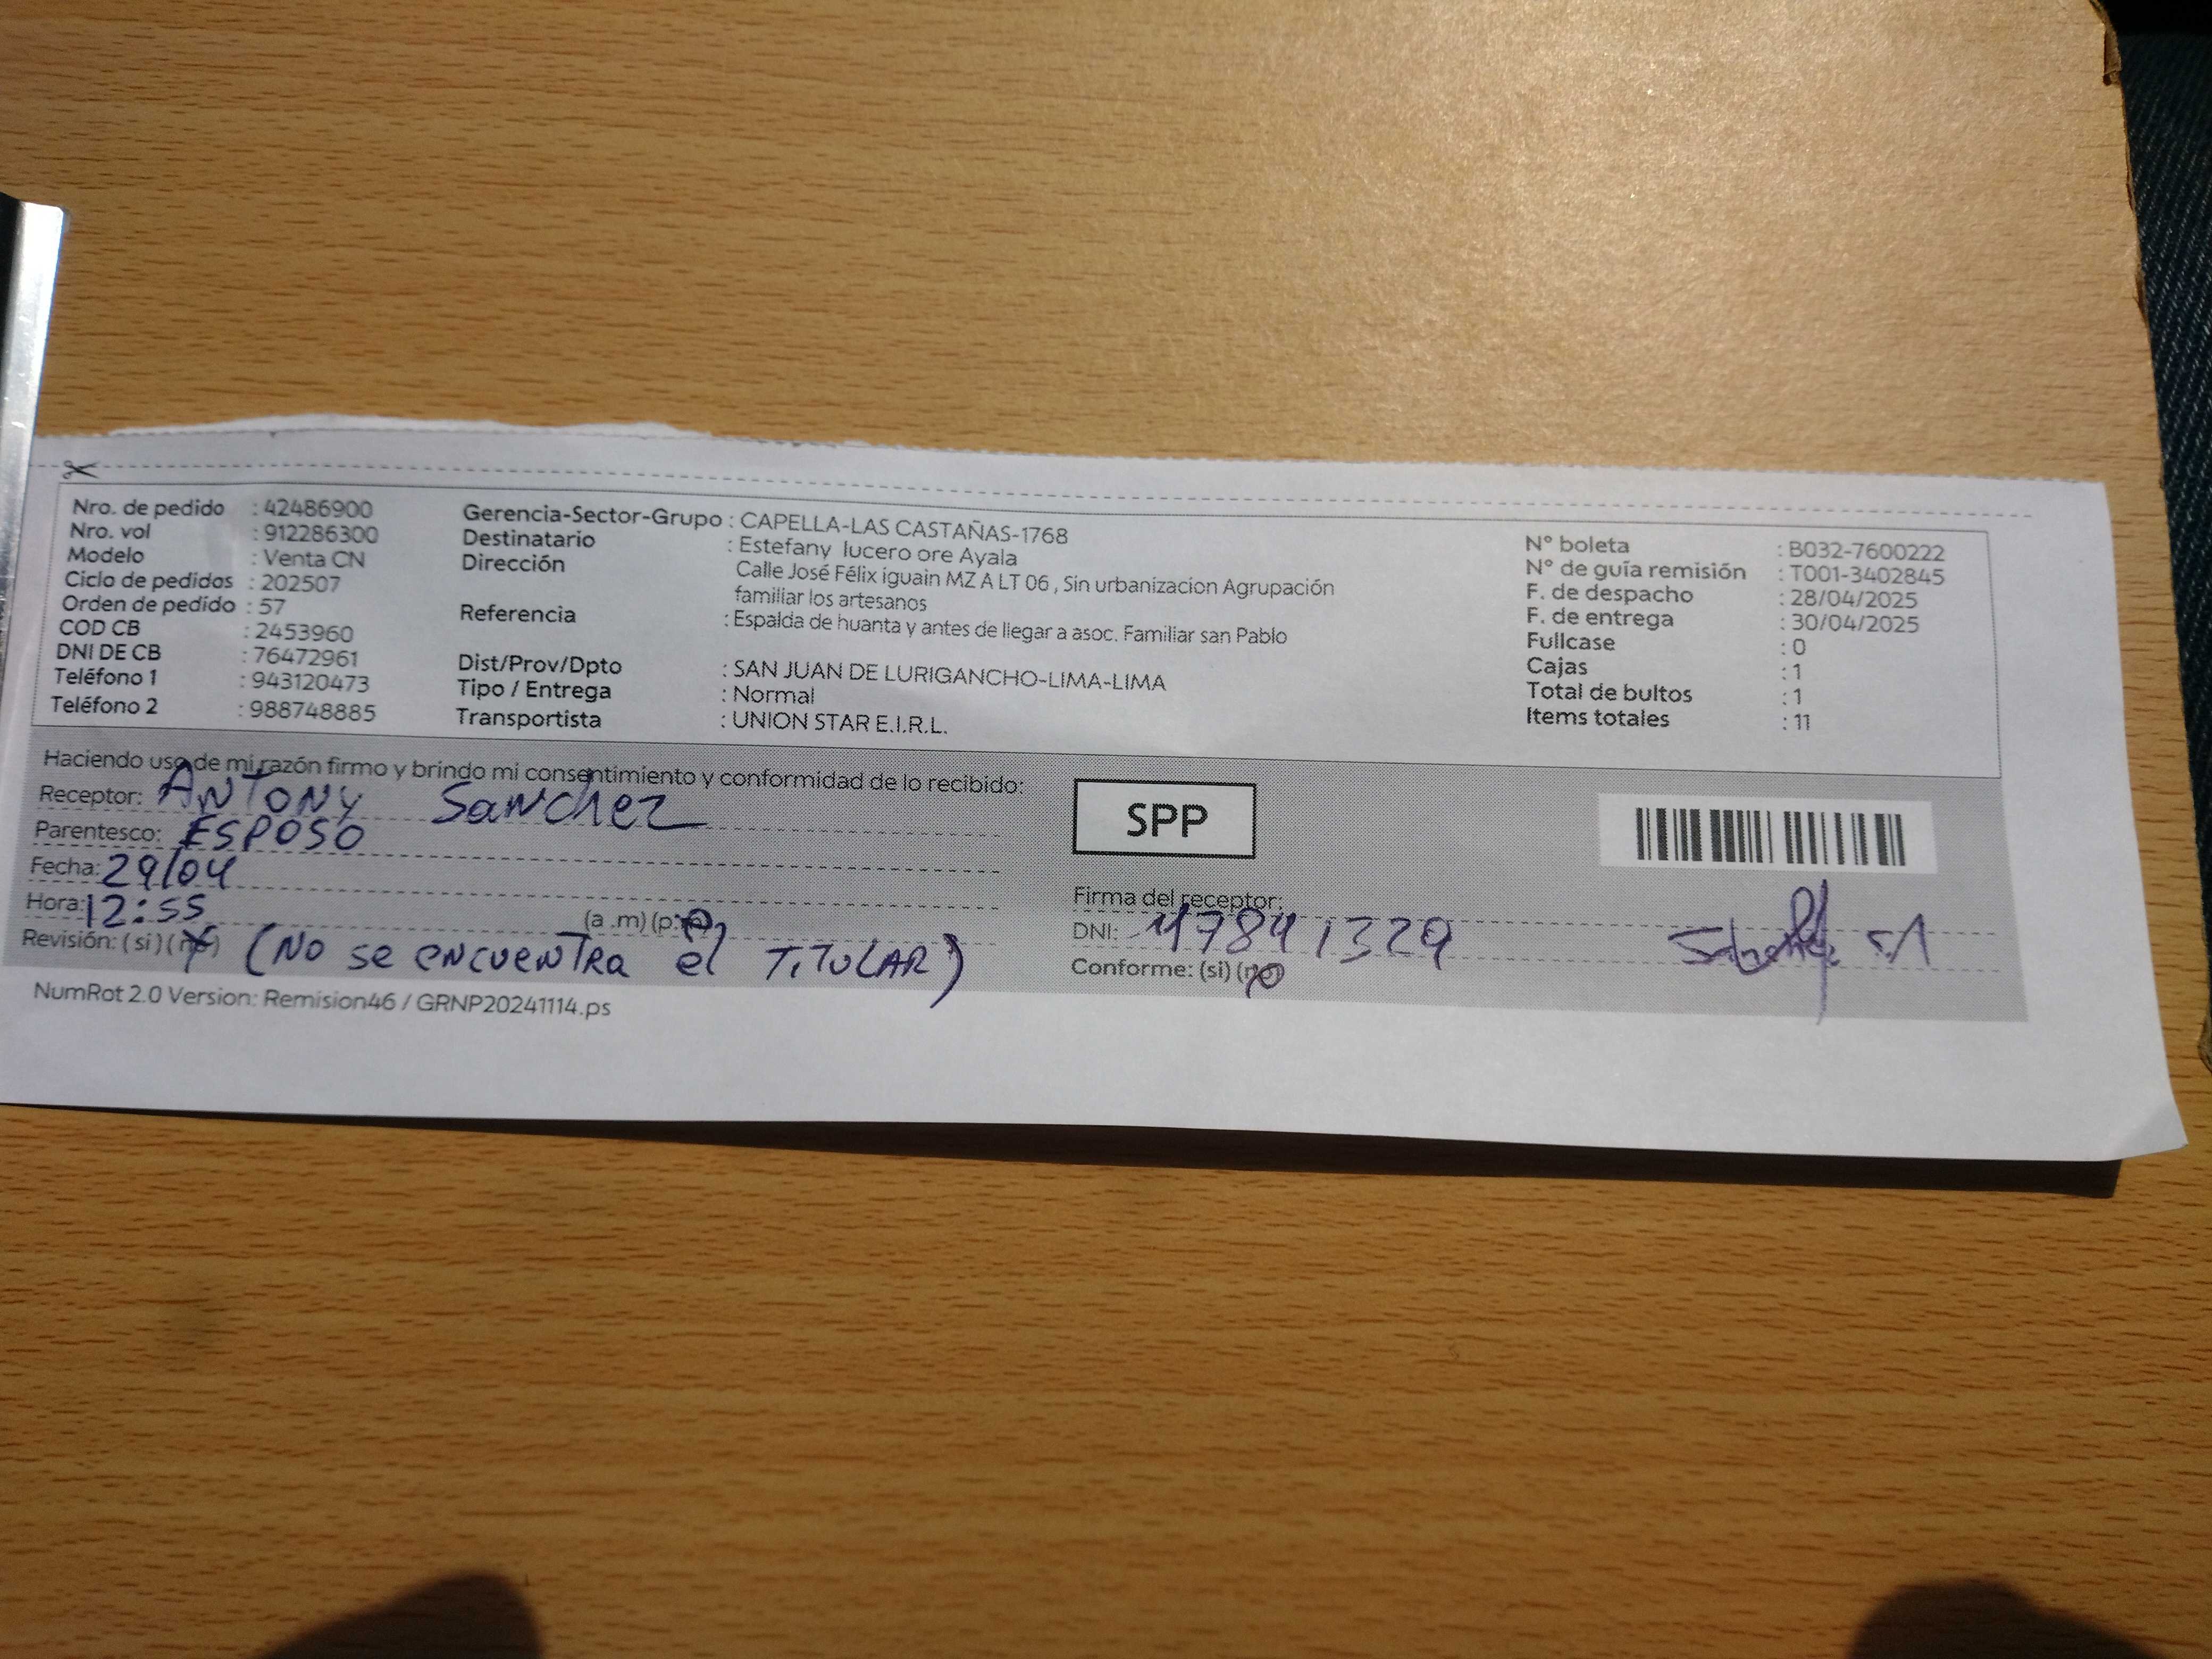 Nro. de pedido : 42486900
Nro. vol : 912286300
Modelo : Venta CN
Ciclo de pedidos : 202507
Orden de pedido : 57
COD CB : 2453960
DNI DE CB : 76472961
Teléfono 1 : 943120473
Teléfono 2 : 988748885
Gerencia-Sector-Grupo : CAPELLA-LAS CASTAÑAS-1768
Destinatario : Estefany lucero ore Ayala
Dirección Calle José Félix iguain MZ A LT 06 , Sin urbanizacion Agrupación
familiar los artesanos
Referencia : Espalda de huanta y antes de llegar a asoc. Familiar san Pablo
Dist/Prov/Dpto : SAN JUAN DE LURIGANCHO-LIMA-LIMA
Tipo / Entrega : Normal
Transportista : UNION STAR E.I.R.L.
N° boleta : B032-7600222
N° de guía remisión : T001-3402845
F. de despacho : 28/04/2025
F. de entrega : 30/04/2025
Fullcase : 0
Cajas : 1
Total de bultos : 1
Items totales : 11
Haciendo uso de mi razón firmo y brindo mi consentimiento y conformidad de lo recibido:
Receptor: ANTONY SANCHEZ
Parentesco: ESPOSO
Fecha: 29/04
Hora: 12:55 (a .m) (p.m)
Revisión: (si) (no) (NO SE ENCUENTRA EL TITULAR)
SPP
Firma del receptor:
DNI: 47841329
Conforme: (si) (no)
NumRot 2.0 Version: Remision46 / GRNP20241114.ps